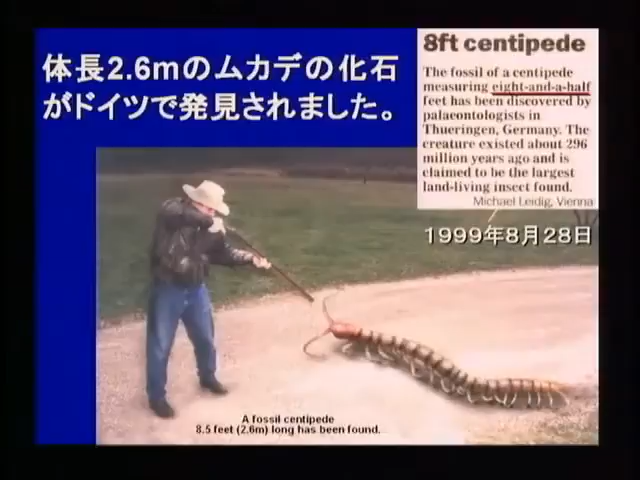 体長2.6mのムカデの化石
がドイツで発見されました。
8ft centipede
The fossil of a centipede
measuring eight-and-a-half
feet has been discovered by
palaeontologists in
Thueringen, Germany. The
creature existed about 296
million years ago and is
claimed to be the largest
land-living insect found.
Michael Leidig, Vienna
1999年8月28日
A fossil centipede
8.5 feet (2.6m) long has been found.